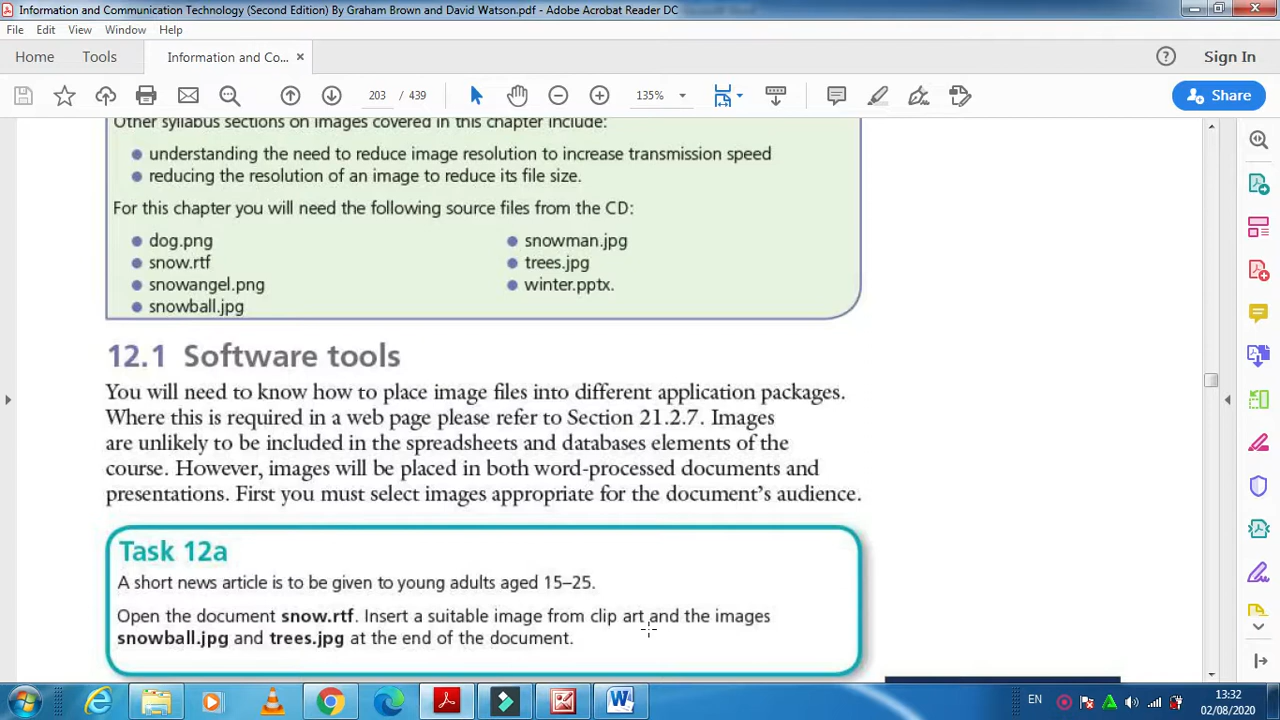 Information and Communication Technology (Second Edition) By Graham Brown and David Watson.pdf - Adobe Acrobat Reader DC
File Edit View Window Help
Home Tools Information and Co... × Sign In
203 / 439 135% Share
Other syllabus sections on images covered in this chapter include:
● understanding the need to reduce image resolution to increase transmission speed
● reducing the resolution of an image to reduce its file size.
For this chapter you will need the following source files from the CD:
● dog.png ● snowman.jpg
● snow.rtf ● trees.jpg
● snowangel.png ● winter.pptx.
● snowball.jpg
12.1 Software tools
You will need to know how to place image files into different application packages.
Where this is required in a web page please refer to Section 21.2.7. Images
are unlikely to be included in the spreadsheets and databases elements of the
course. However, images will be placed in both word-processed documents and
presentations. First you must select images appropriate for the document's audience.
Task 12a
A short news article is to be given to young adults aged 15–25.
Open the document snow.rtf. Insert a suitable image from clip art and the images
snowball.jpg and trees.jpg at the end of the document.
EN 13:32
02/08/2020